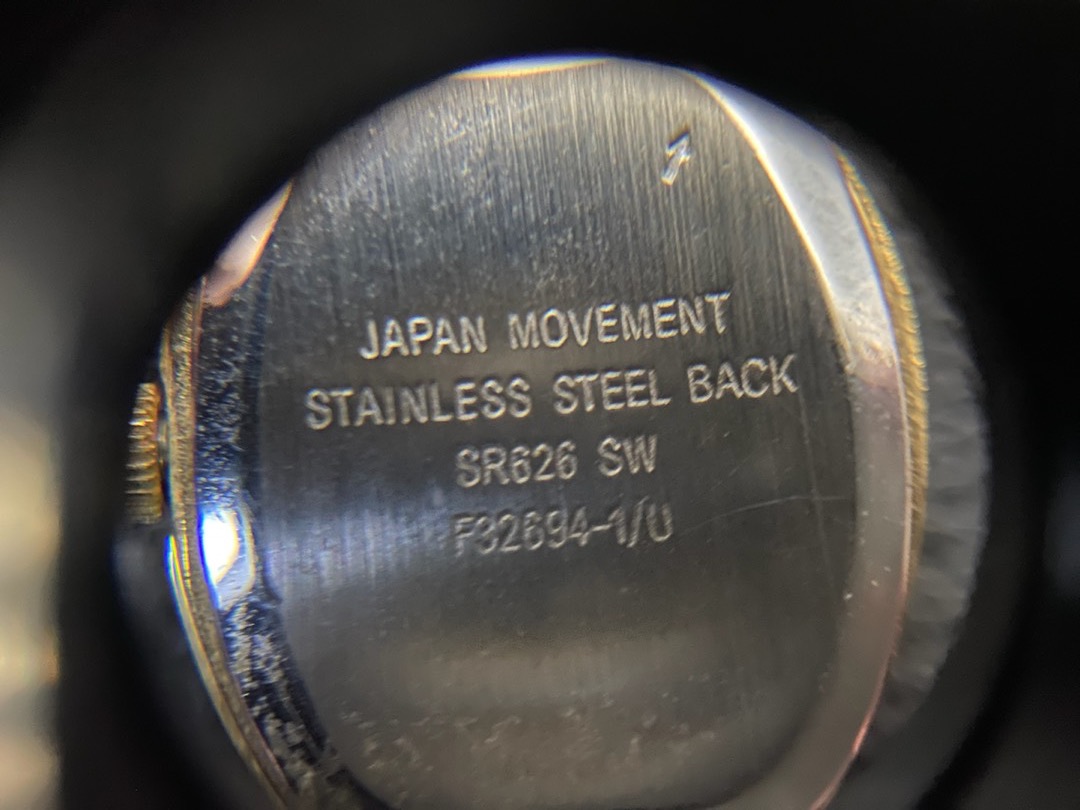 JAPAN MOVEMENT
STAINLESS STEEL BACK
SR626 SW
F32694-1/U